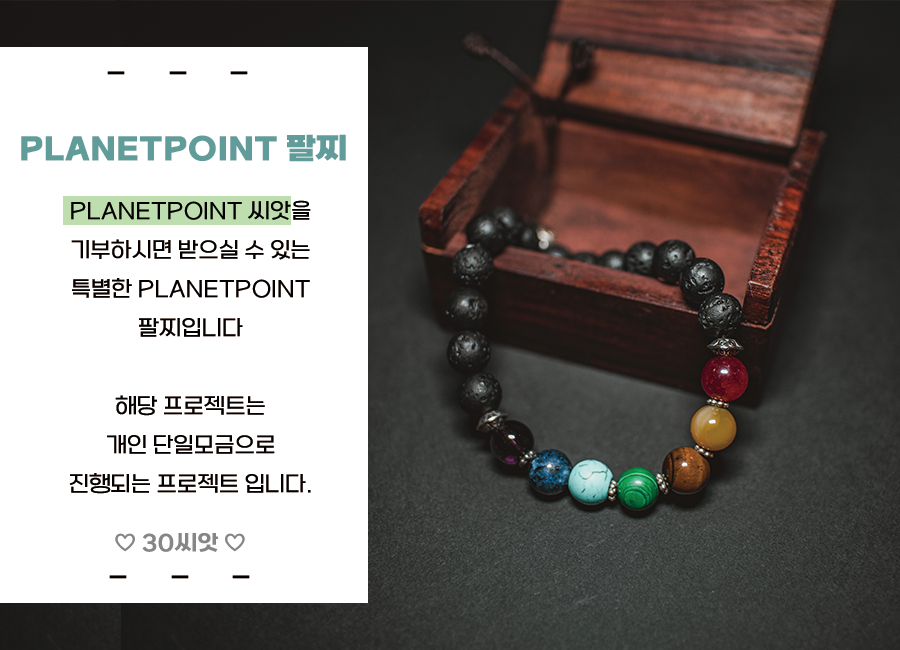 PLANETPOINT 팔찌
PLANETPOINT 씨앗을
기부하시면 받으실 수 있는
특별한 PLANETPOINT
팔찌입니다
해당 프로젝트는
개인 단일모금으로
진행되는 프로젝트 입니다.
♡ 30씨앗 ♡